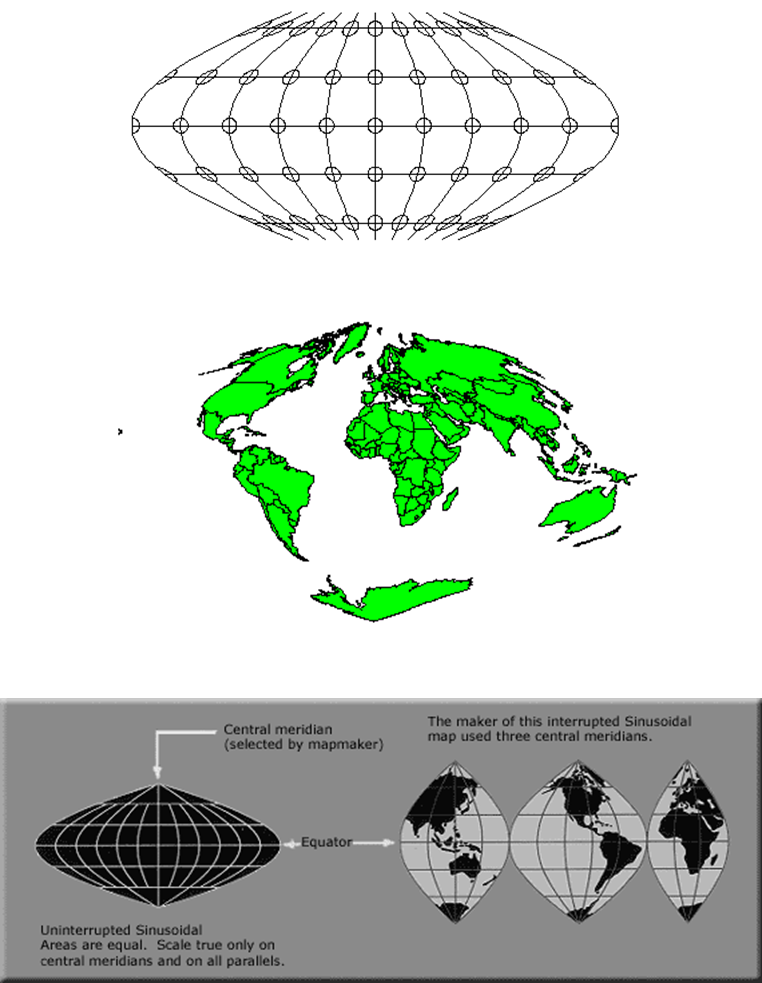 Central meridian
(selected by mapmaker)
The maker of this interrupted Sinusoidal
map used three central meridians.
Equator
Uninterrupted Sinusoidal
Areas are equal.  Scale true only on
central meridians and on all parallels.